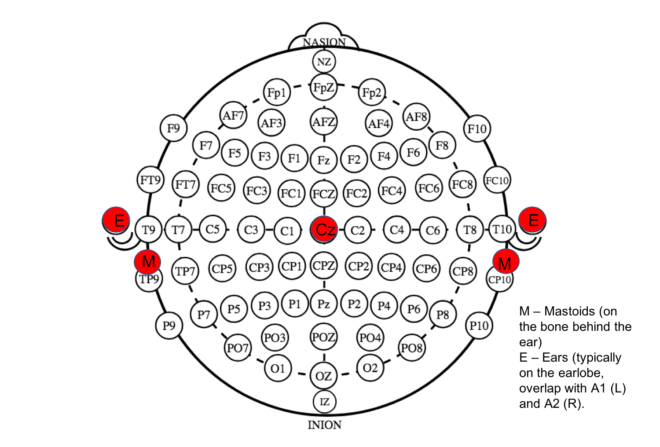 NASION
NZ
Fp1 FpZ Fp2
AF7 AF3 AFZ AF4 AF8
F9 F10
F7 F5 F3 F1 Fz F2 F4 F6 F8
FT9 FT7 FC5 FC3 FC1 FCZ FC2 FC4 FC6 FC8 FC10
E E
T9 T7 C5 C3 C1 Cz C2 C4 C6 T8 T10
M M
TP9 TP7 CP5 CP3 CP1 CPZ CP2 CP4 CP6 CP8 CP10
P9 P7 P5 P3 P1 Pz P2 P4 P6 P8 P10
PO7 PO3 POZ PO4 PO8
O1 OZ O2
IZ
INION
M – Mastoids (on
the bone behind the
ear)
E – Ears (typically
on the earlobe,
overlap with A1 (L)
and A2 (R).